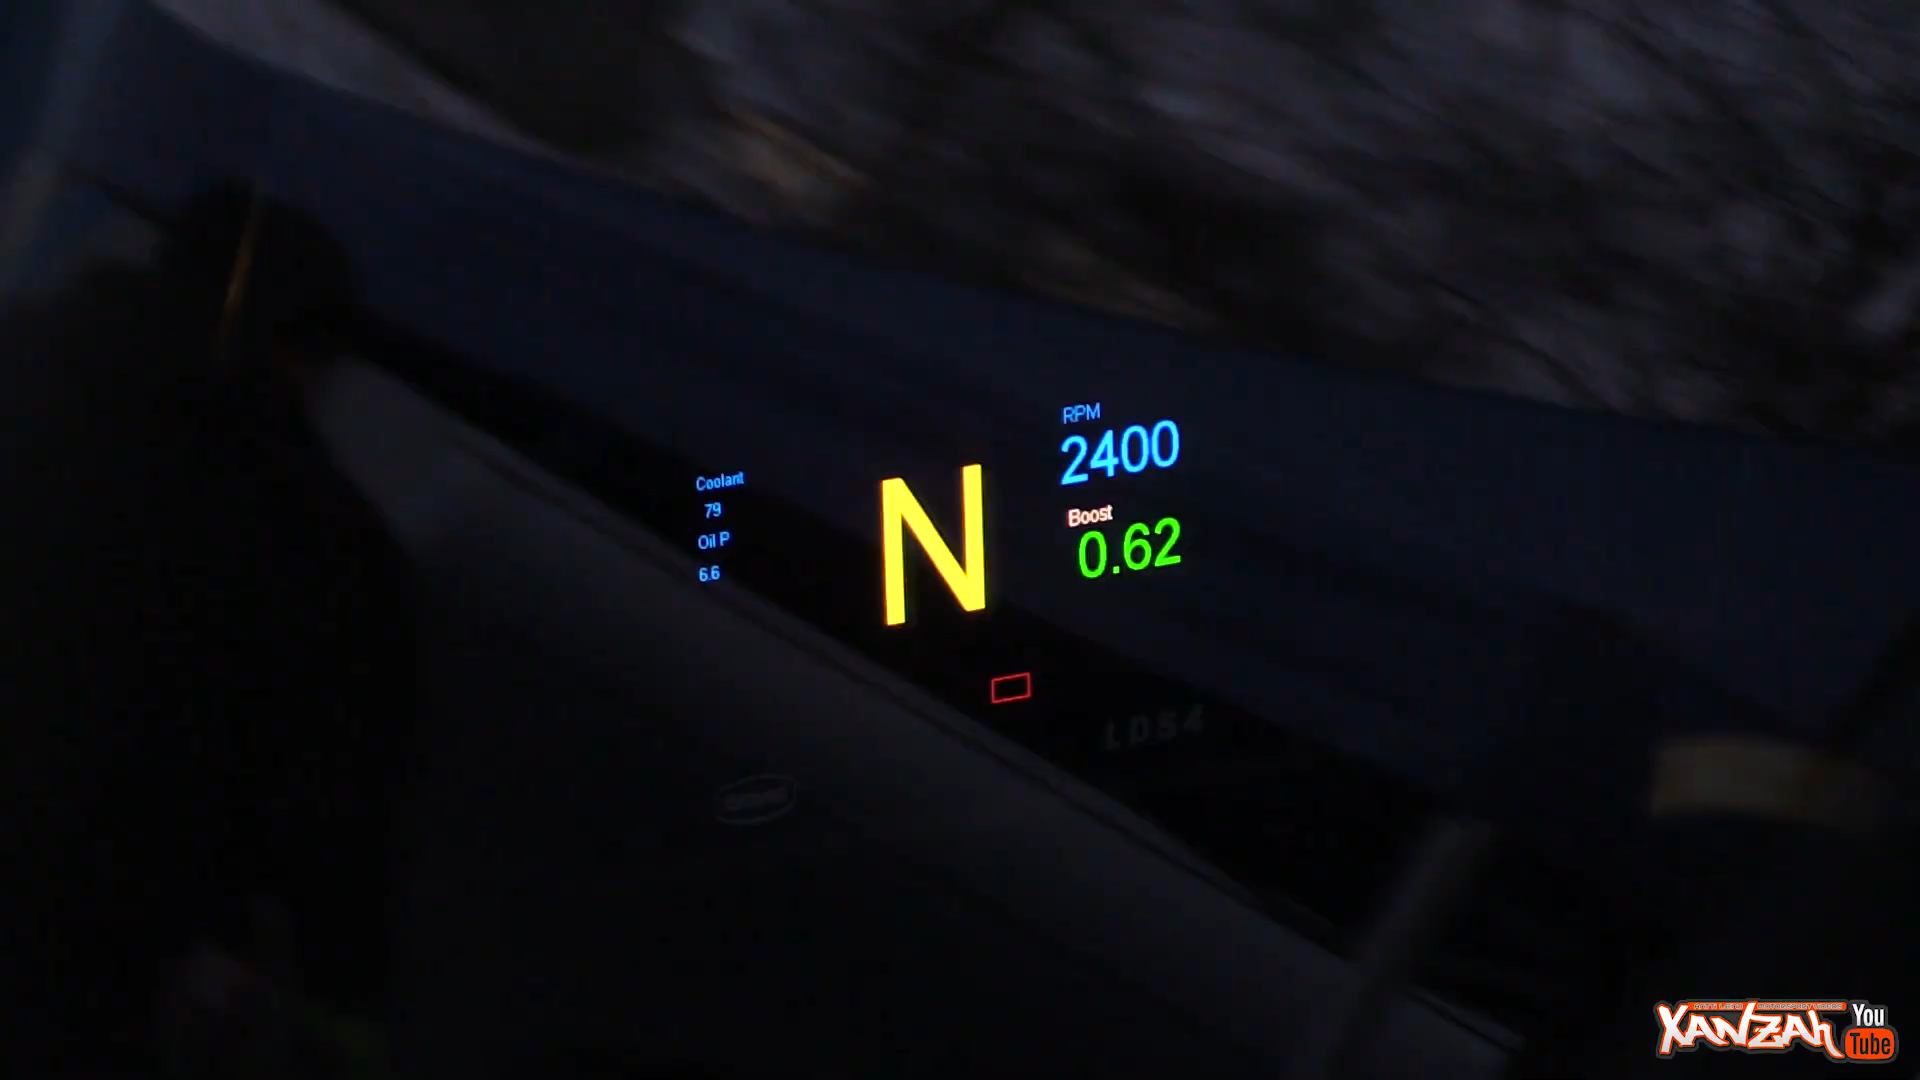 Coolant
79
Oil P
6.6
N
RPM
2400
Boost
0.62
LDS4
XANZAh
You
Tube